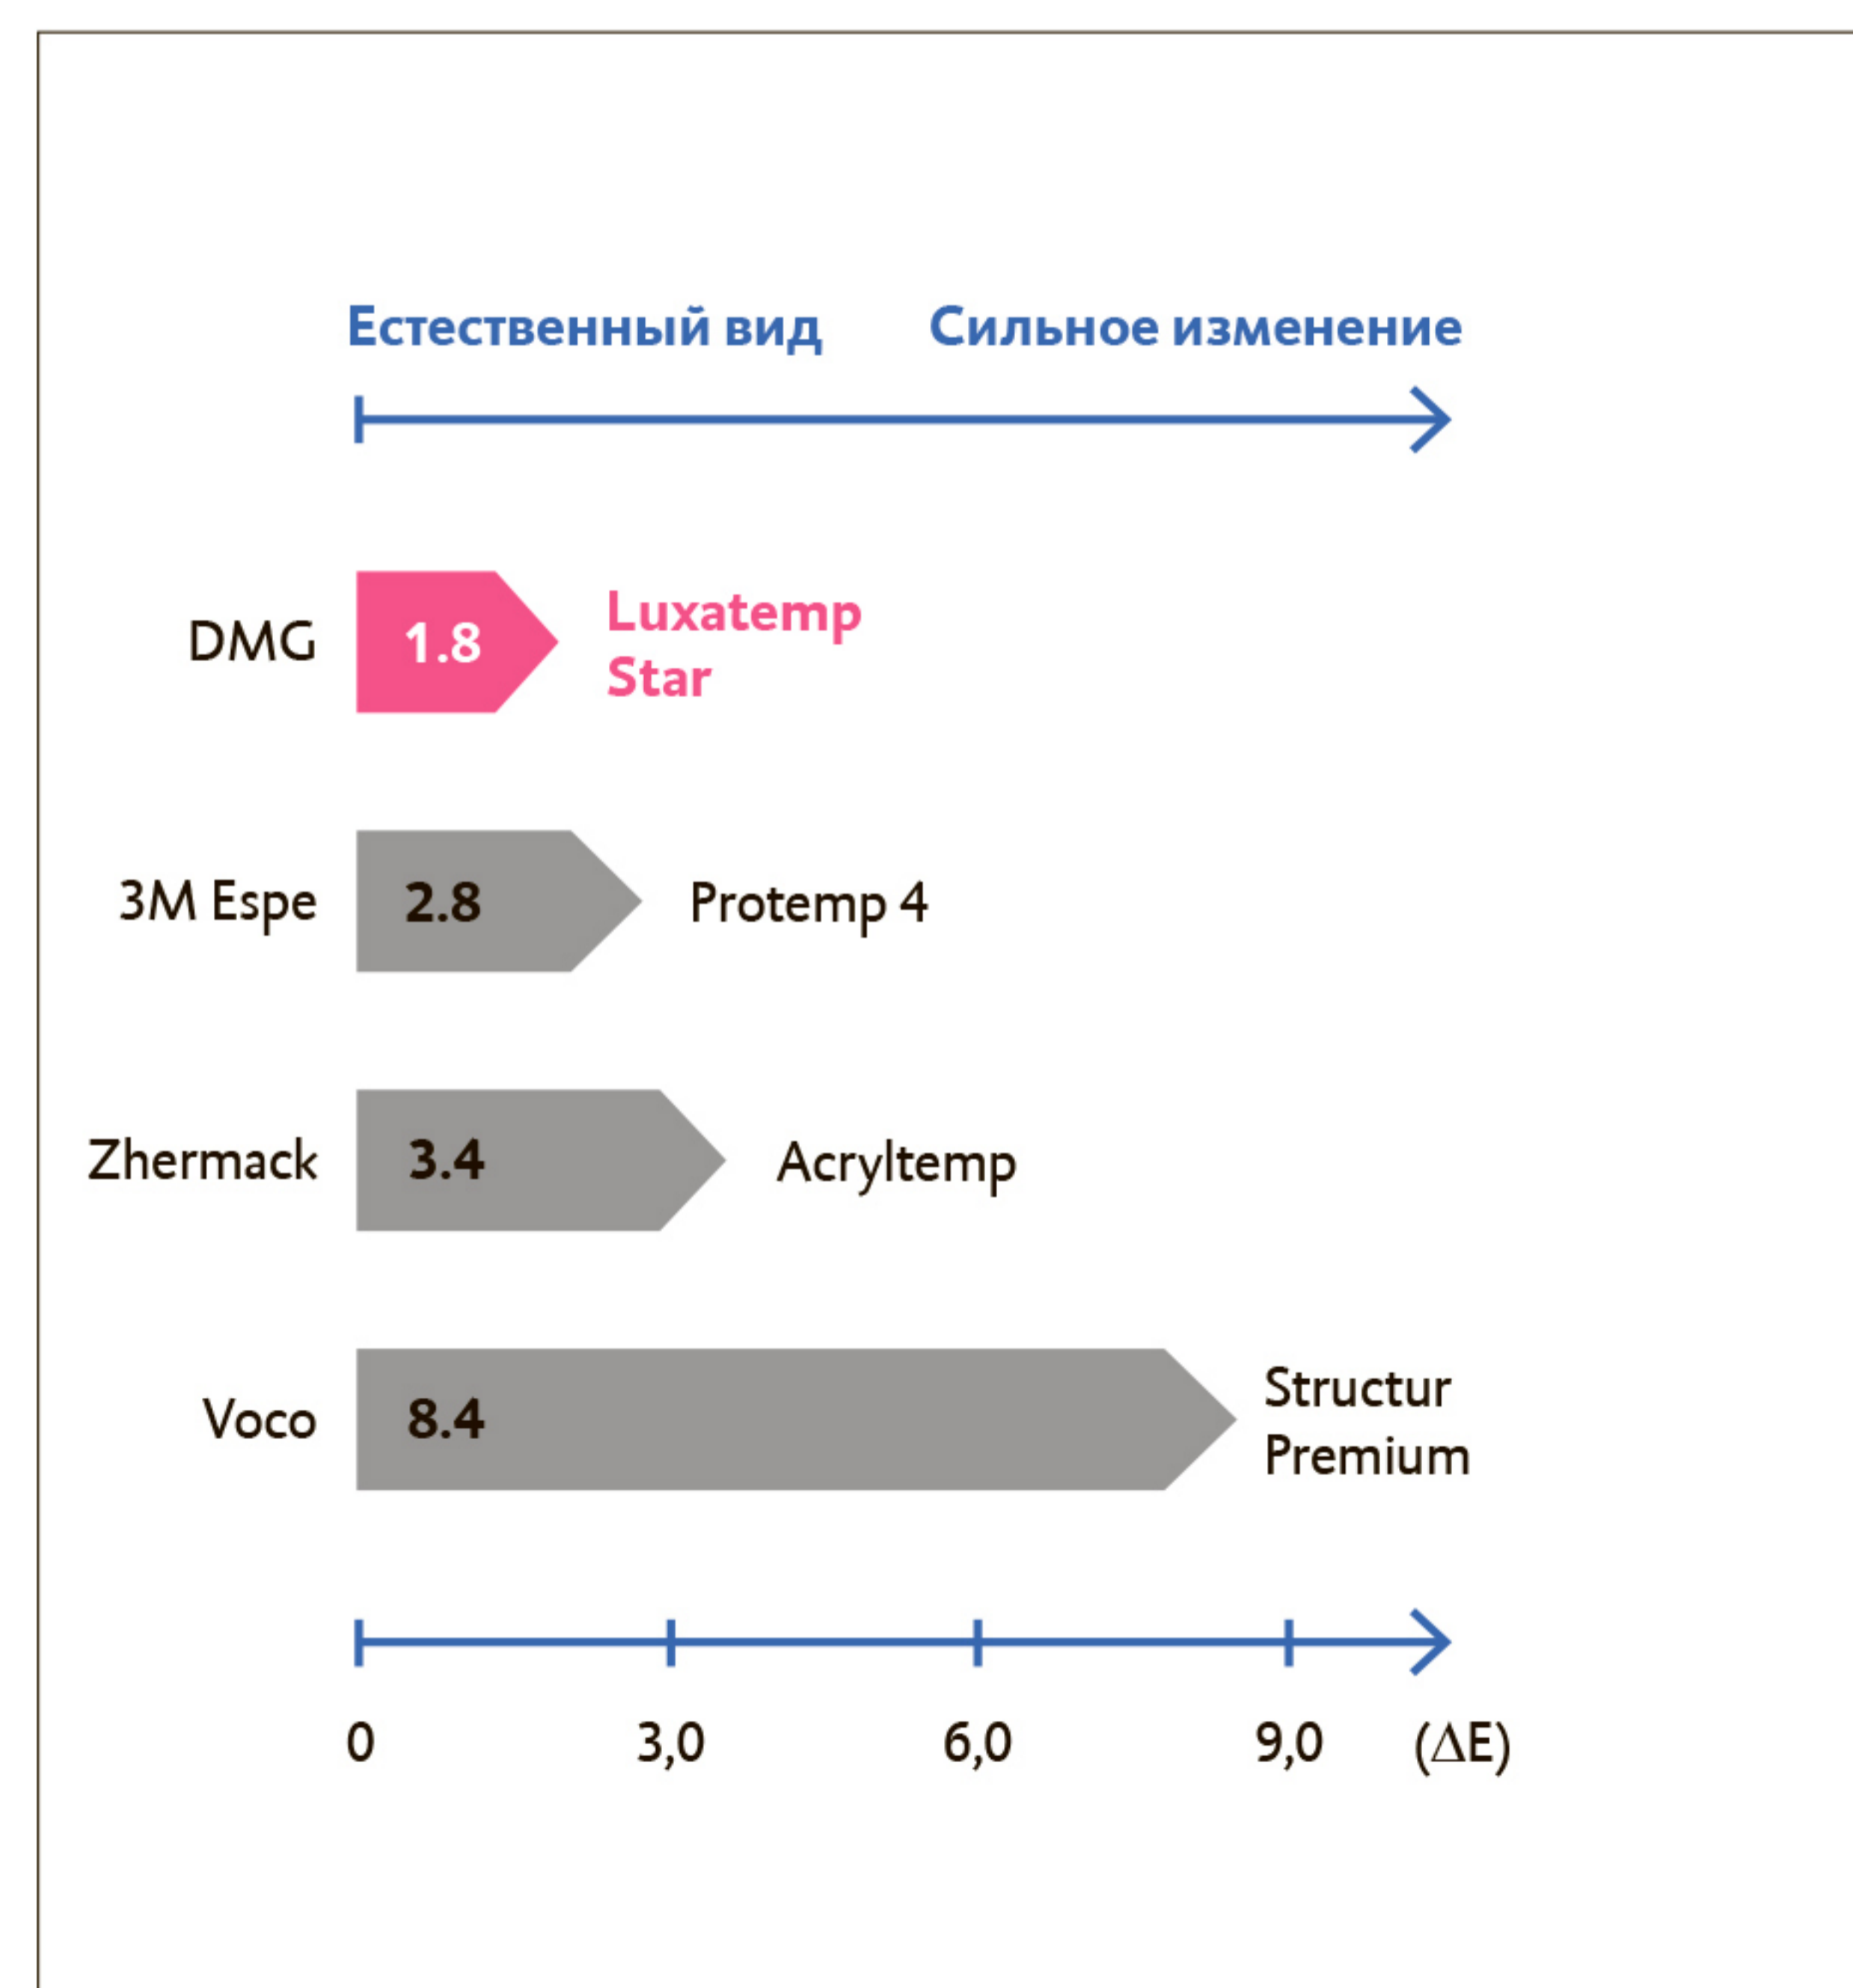 Естественный вид Сильное изменение
DMG 1.8 Luxatemp
Star
3M Espe 2.8 Protemp 4
Zhermack 3.4 Acryltemp
Voco 8.4 Structur
Premium
0 3,0 6,0 9,0 (ΔE)